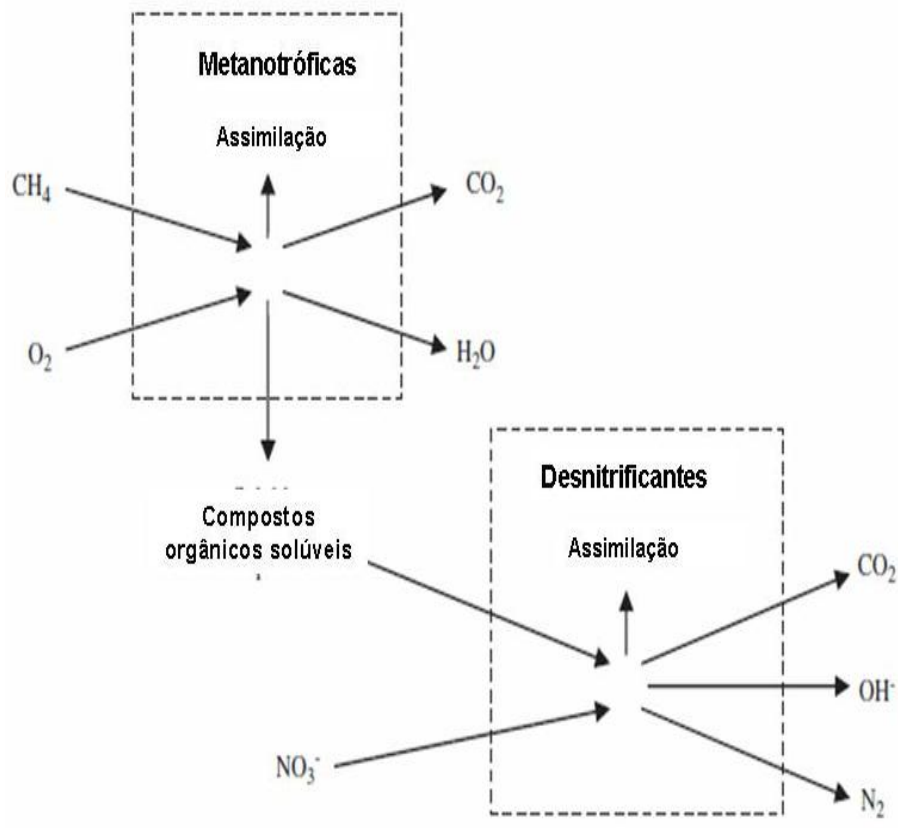 Metanotróficas
Assimilação
CH₄
CO₂
O₂
H₂O
Compostos
orgânicos solúveis
Desnitrificantes
Assimilação
CO₂
OH⁻
NO₃⁻
N₂